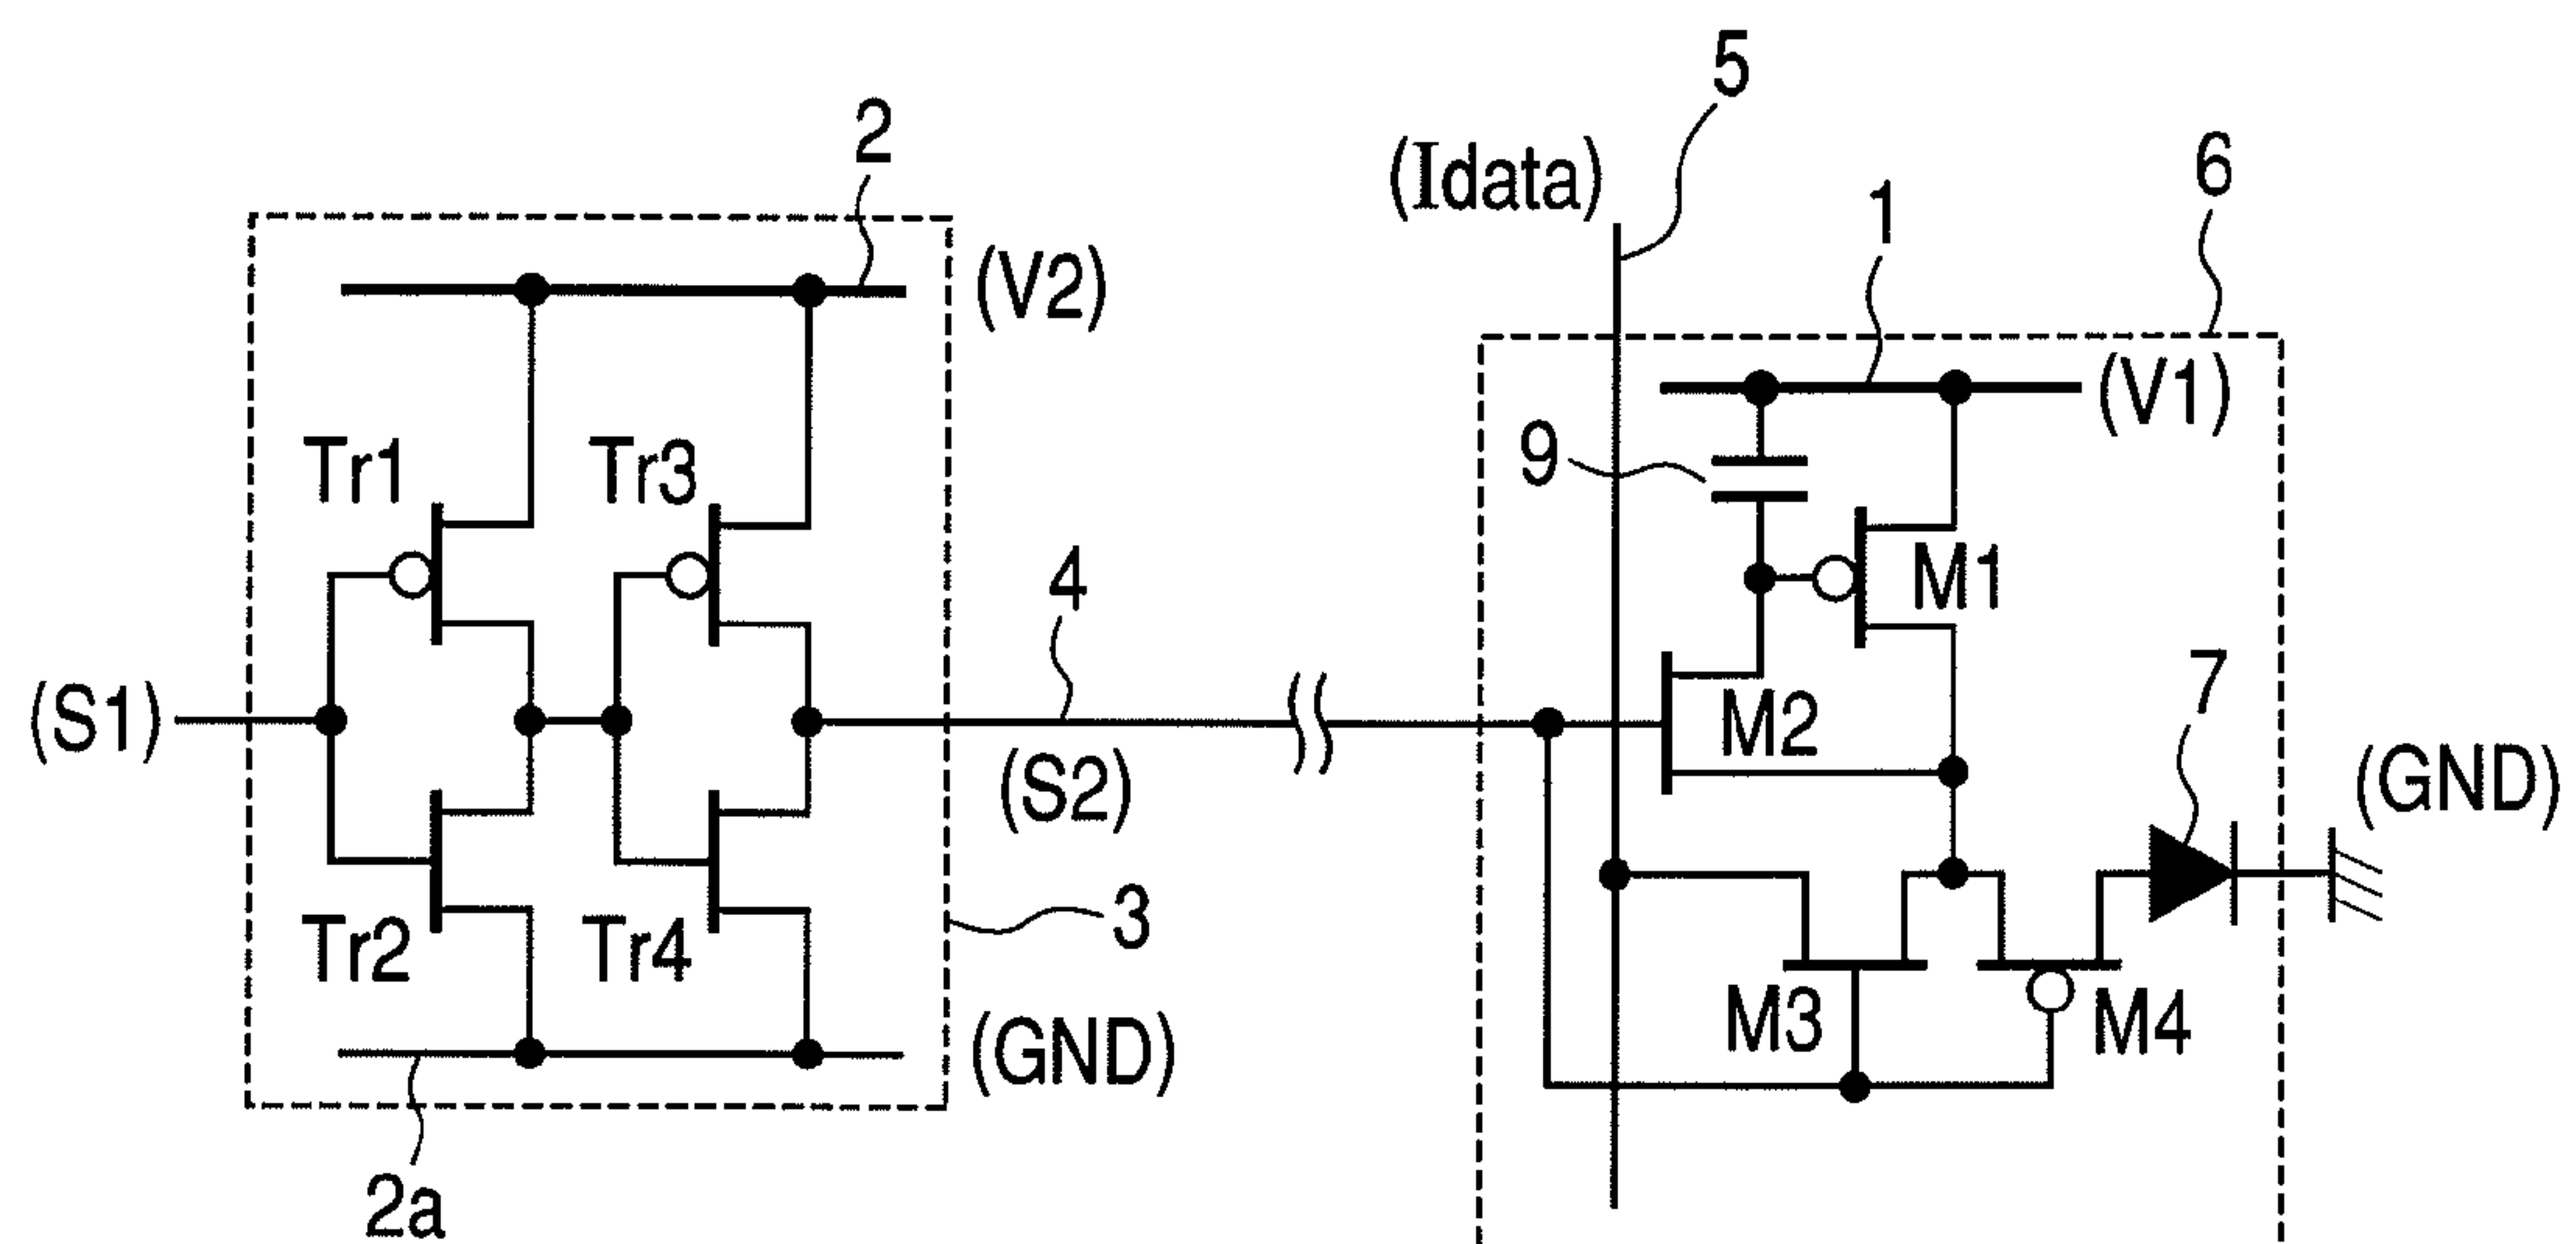 5
(Idata)
2
6
1
(V2)
(V1)
9
Tr1
Tr3
M1
4
7
(S1)
M2
(S2)
(GND)
3
Tr2
Tr4
M3
M4
(GND)
2a